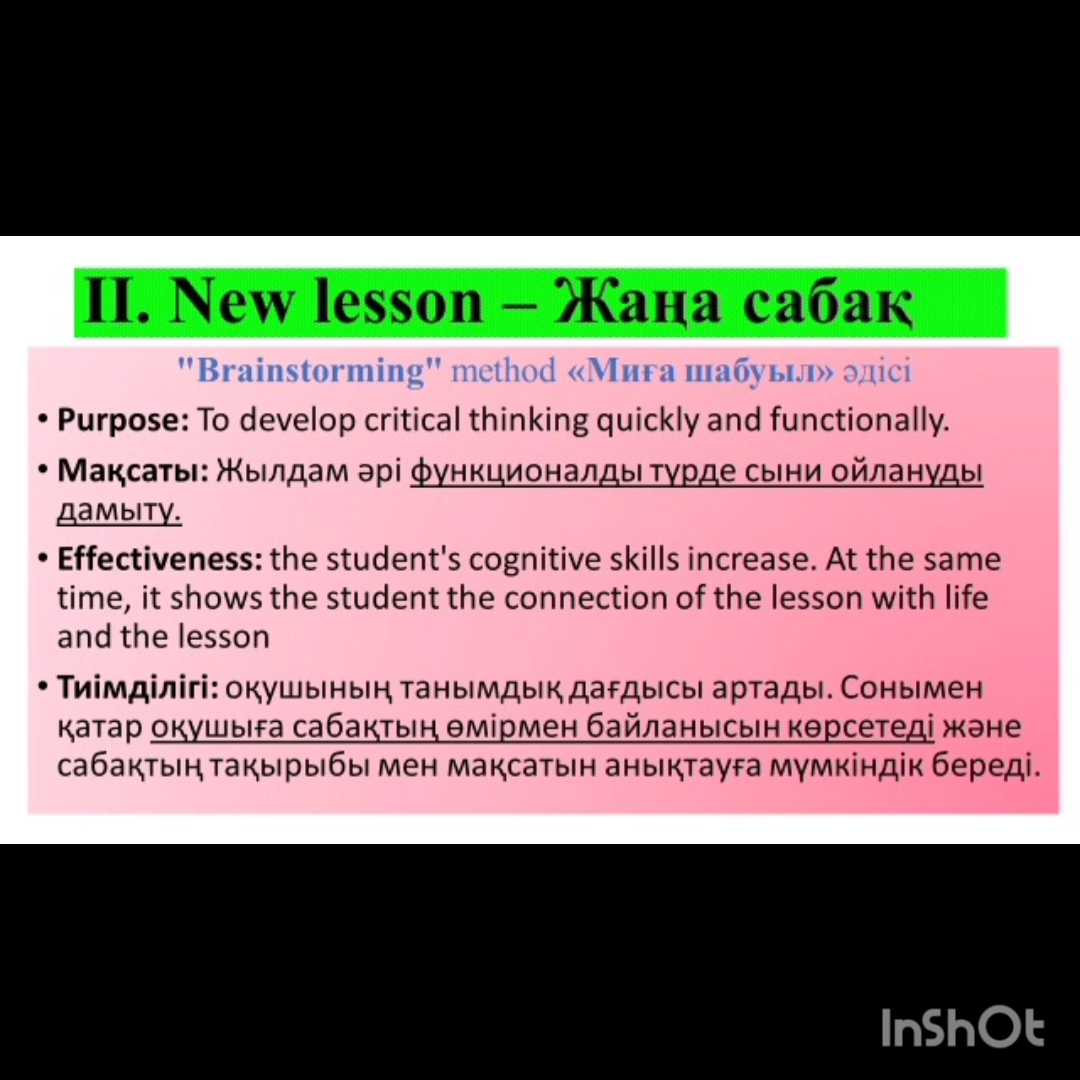 II. New lesson – Жаңа сабақ
"Brainstorming" method «Миға шабуыл» әдісі
• Purpose: To develop critical thinking quickly and functionally.
• Мақсаты: Жылдам әрі функционалды түрде сыни ойлануды
дамыту.
• Effectiveness: the student's cognitive skills increase. At the same
time, it shows the student the connection of the lesson with life
and the lesson
• Тиімділігі: оқушының танымдық дағдысы артады. Сонымен
қатар оқушыға сабақтың өмірмен байланысын көрсетеді және
сабақтың тақырыбы мен мақсатын анықтауға мүмкіндік береді.
InShOt